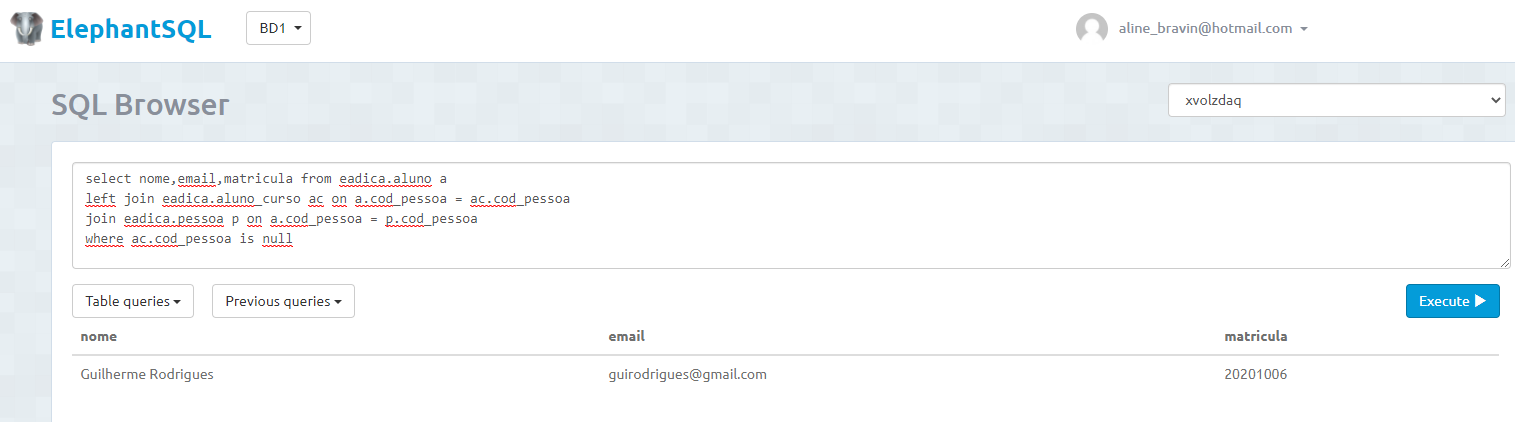 ElephantSQL
BD1
aline_bravin@hotmail.com
SQL Browser
xvolzdaq
select nome,email,matricula from eadica.aluno a
left join eadica.aluno_curso ac on a.cod_pessoa = ac.cod_pessoa
join eadica.pessoa p on a.cod_pessoa = p.cod_pessoa
where ac.cod_pessoa is null
Table queries
Previous queries
Execute
nome email matricula
Guilherme Rodrigues guirodrigues@gmail.com 20201006